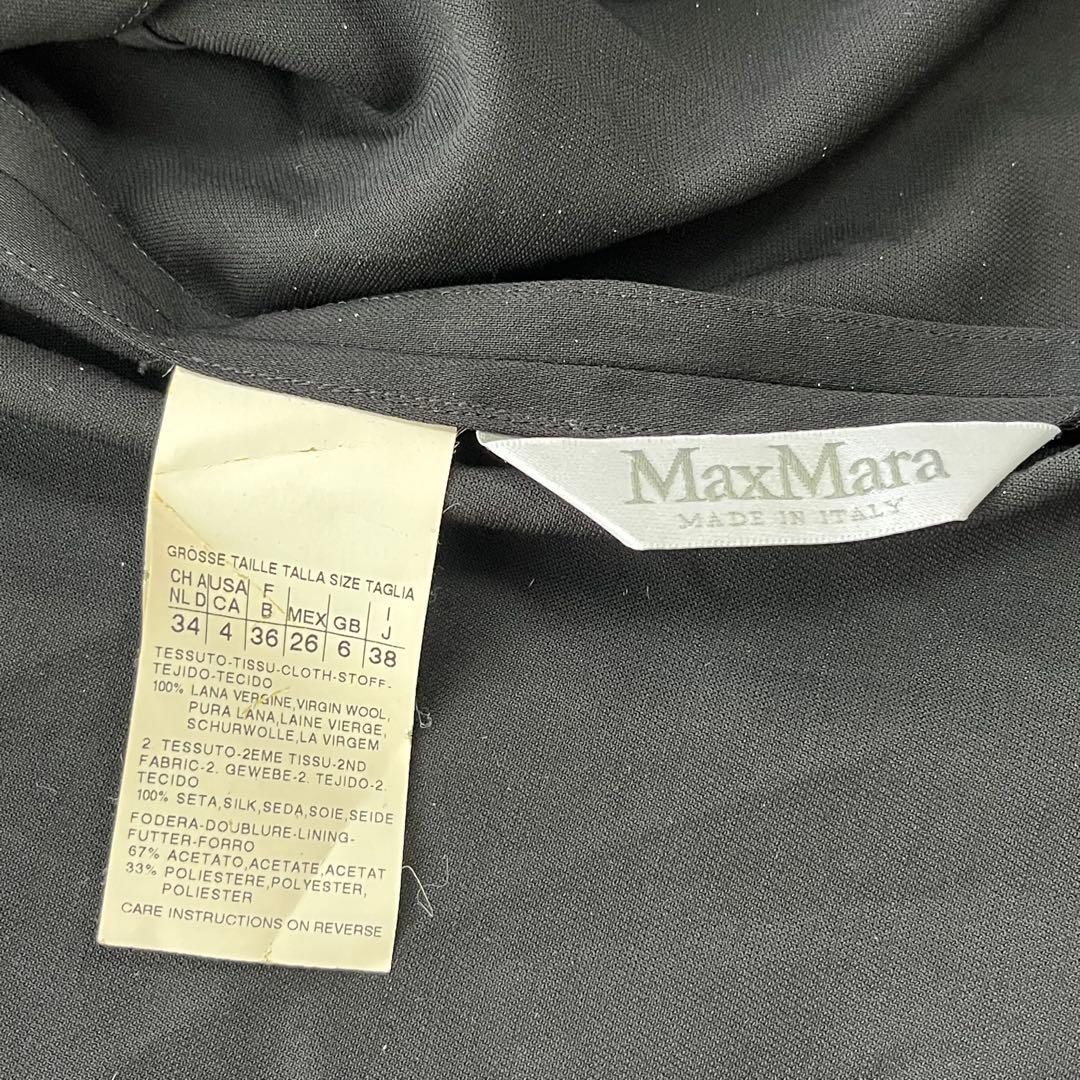 MaxMara
MADE IN ITALY
GRÖSSE TAILLE TALLA SIZE TAGLIA
CH A USA F MEX GB I
NL D CA B J
34 4 36 26 6 38
TESSUTO-TISSU-CLOTH-STOFF-
TEJIDO-TECIDO
100% LANA VERGINE,VIRGIN WOOL,
PURA LANA,LAINE VIERGE,
SCHURWOLLE,LA VIRGEM
2. TESSUTO-2EME TISSU-2ND
FABRIC-2. GEWEBE-2. TEJIDO-2.
TECIDO
100% SETA,SILK,SEDA,SOIE,SEIDE
FODERA-DOUBLURE-LINING-
FUTTER-FORRO
67% ACETATO,ACETATE,ACETAT
33% POLIESTERE,POLYESTER,
POLIESTER
CARE INSTRUCTIONS ON REVERSE